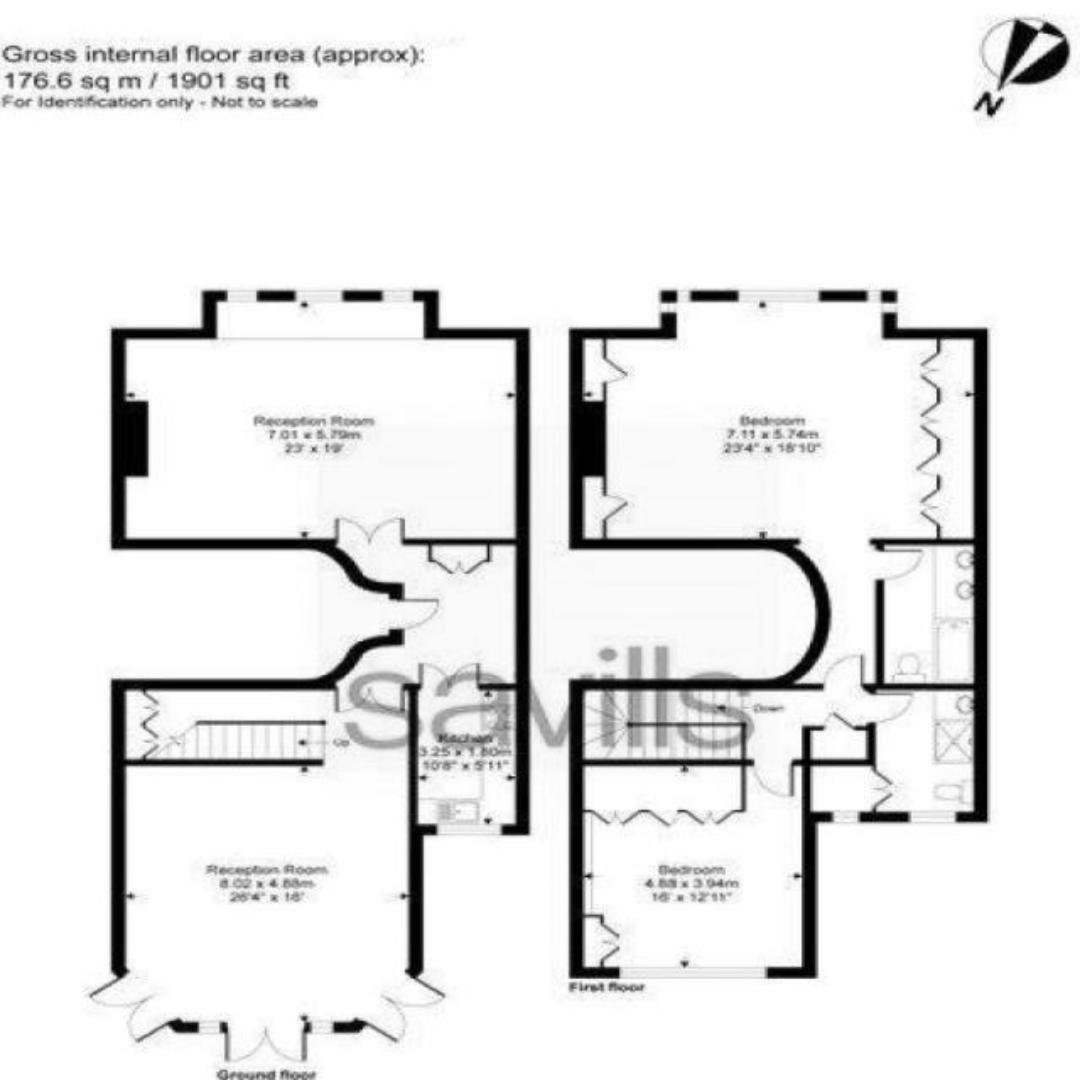 Gross internal floor area (approx):
176.6 sq m / 1901 sq ft
For Identification only - Not to scale
N
Reception Room
7.01 x 5.79m
23' x 19'
Bedroom
7.11 x 5.74m
23'4" x 18'10"
savills
Up
Kitchen
3.25 x 1.80m
10'8" x 5'11"
Down
Reception Room
8.02 x 4.88m
26'4" x 16'
Bedroom
4.88 x 3.94m
16' x 12'11"
First floor
Ground floor